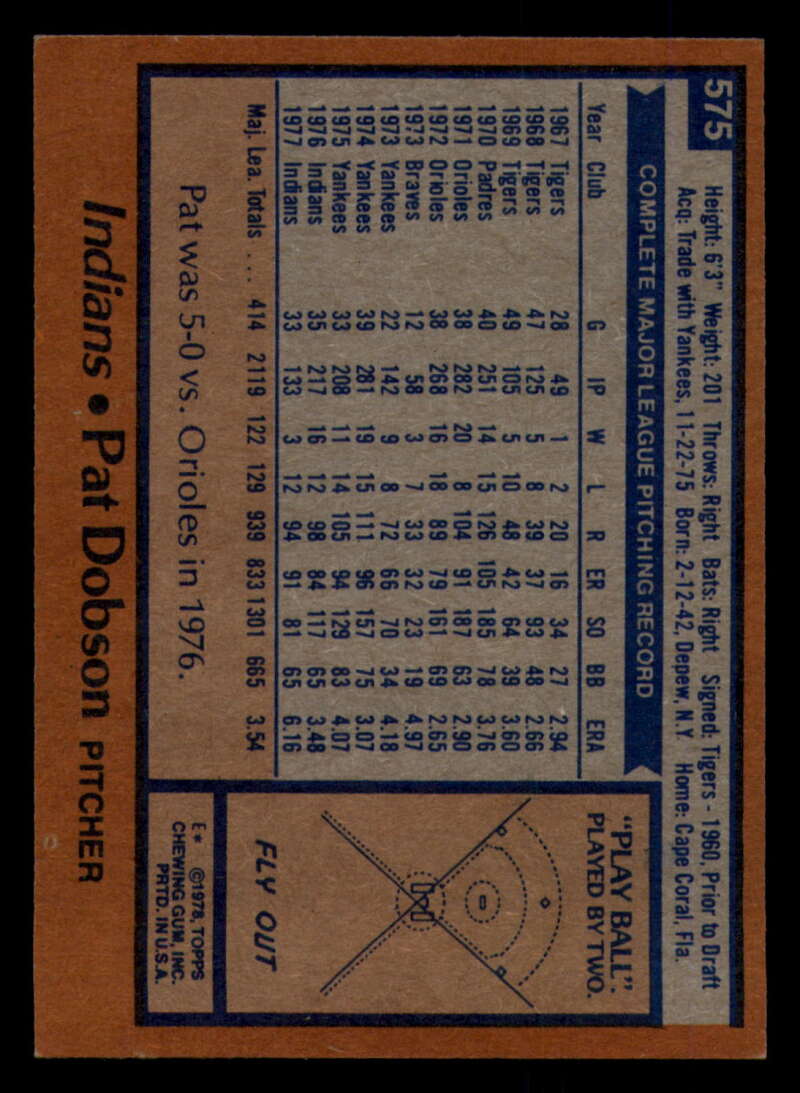 575
Height: 6'3" Weight: 201 Throws: Right Bats: Right Signed: Tigers - 1960, Prior to Draft
Acq: Trade with Yankees, 11-22-75 Born: 2-12-42, Depew, N.Y. Home: Cape Coral, Fla.
COMPLETE MAJOR LEAGUE PITCHING RECORD
Year Club G IP W L R ER SO BB ERA
1967 Tigers 28 49 1 2 20 16 34 27 2.94
1968 Tigers 47 125 5 8 39 37 93 48 2.66
1969 Tigers 49 105 5 10 48 42 64 39 3.60
1970 Padres 40 251 14 15 126 105 185 78 3.76
1971 Orioles 38 282 20 8 104 91 187 63 2.90
1972 Orioles 38 268 16 18 89 79 161 69 2.65
1973 Braves 12 58 3 7 33 32 23 19 4.97
1973 Yankees 22 142 9 8 72 66 70 34 4.18
1974 Yankees 39 281 19 15 111 96 157 75 3.07
1975 Yankees 33 208 11 14 105 94 129 83 4.07
1976 Indians 35 217 16 12 98 84 117 65 3.48
1977 Indians 33 133 3 12 94 91 81 65 6.16
Maj. Lea. Totals . . . 414 2119 122 129 939 833 1301 665 3.54
Pat was 5-0 vs. Orioles in 1976.
"PLAY BALL".
PLAYED BY TWO.
FLY OUT
E* ©1978, TOPPS
CHEWING GUM, INC.
PRTD. IN U.S.A.
Indians • Pat Dobson PITCHER